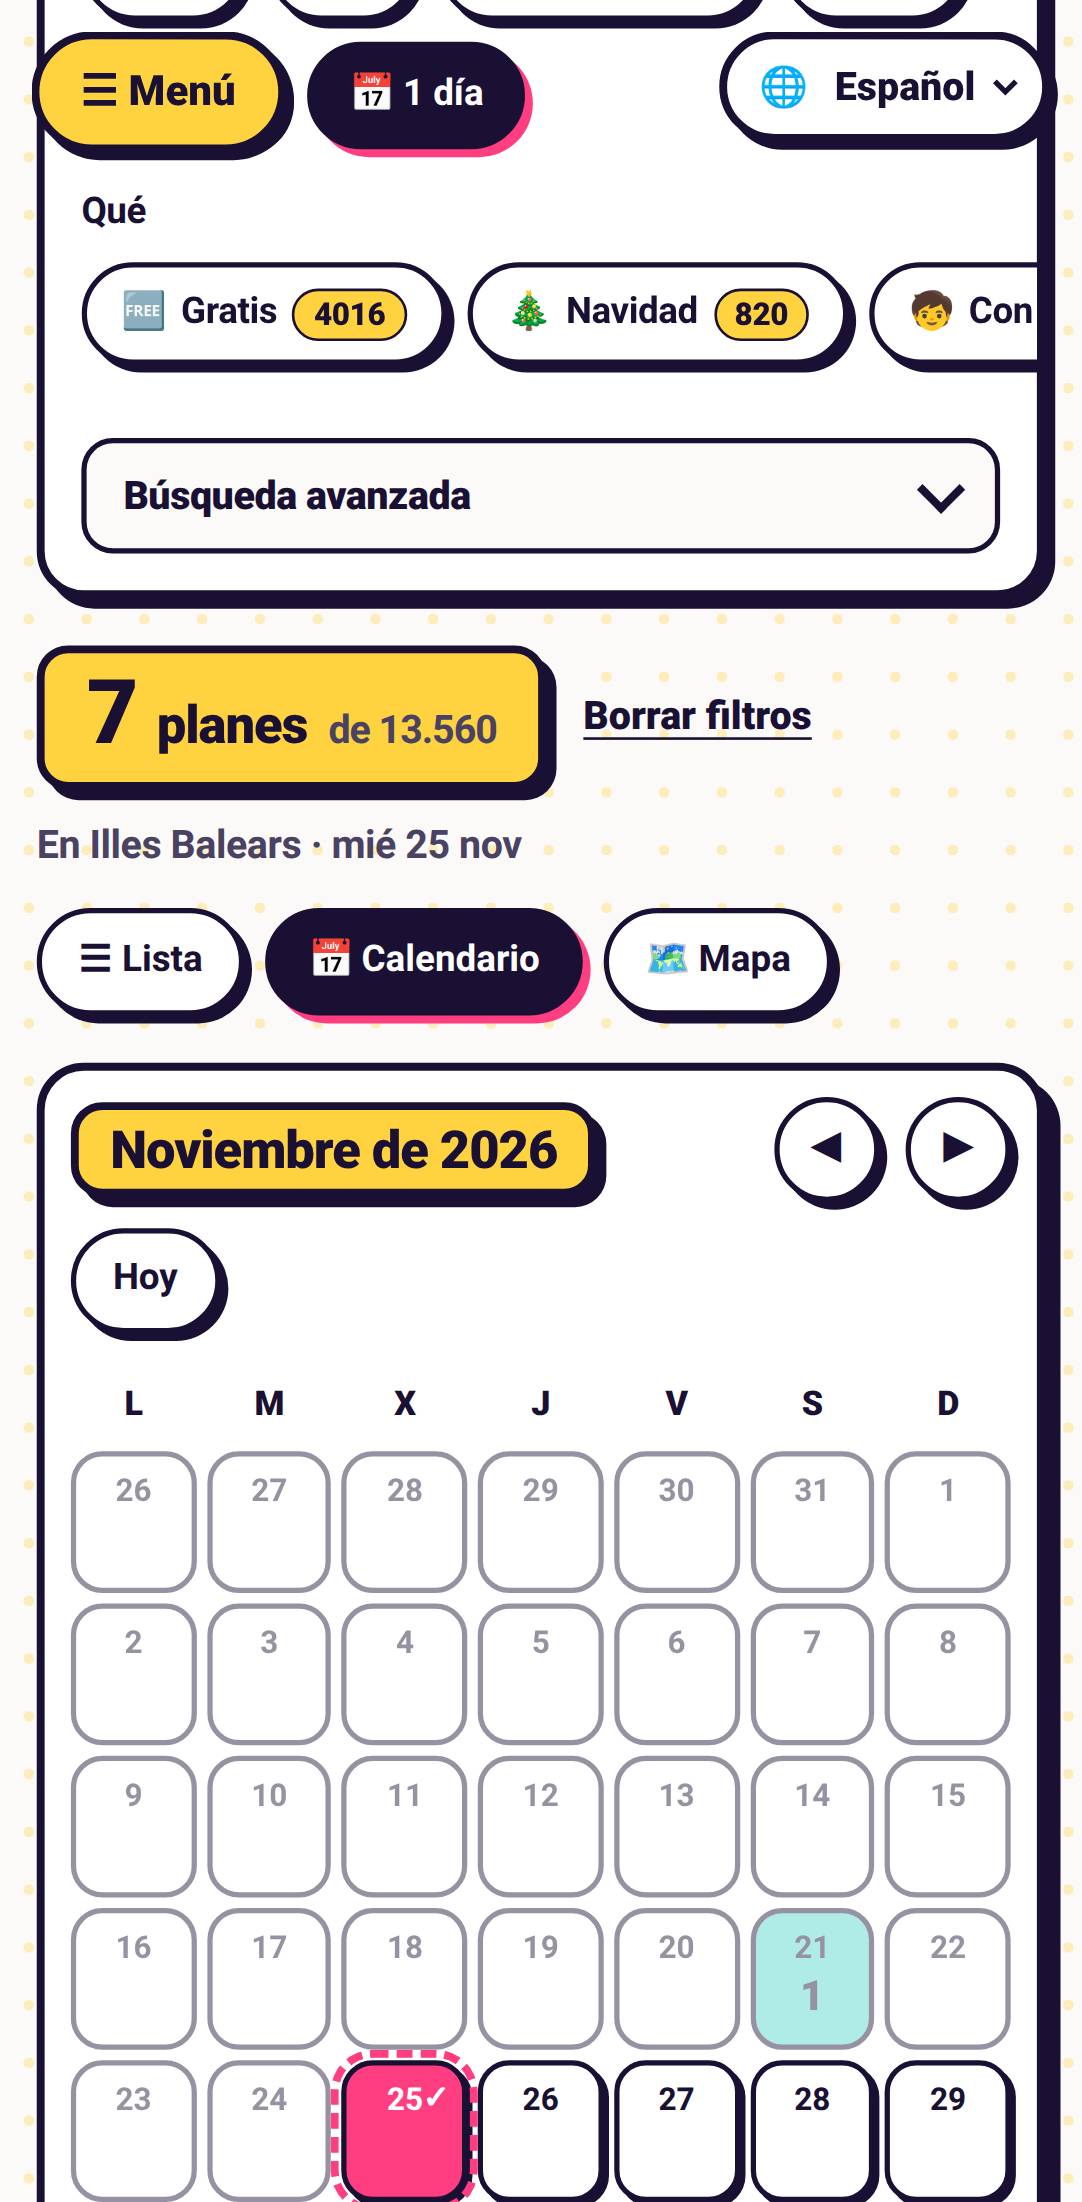 ☰ Menú
📅 1 día
🌐 Español
Qué
🆓 Gratis 4016
🎄 Navidad 820
🧒 Con
Búsqueda avanzada
7 planes de 13.560
Borrar filtros
En Illes Balears · mié 25 nov
☰ Lista
📅 Calendario
🗺️ Mapa
Noviembre de 2026
◀ ▶
Hoy
L M X J V S D
26 27 28 29 30 31 1
2 3 4 5 6 7 8
9 10 11 12 13 14 15
16 17 18 19 20 21 22
1
23 24 25✓ 26 27 28 29